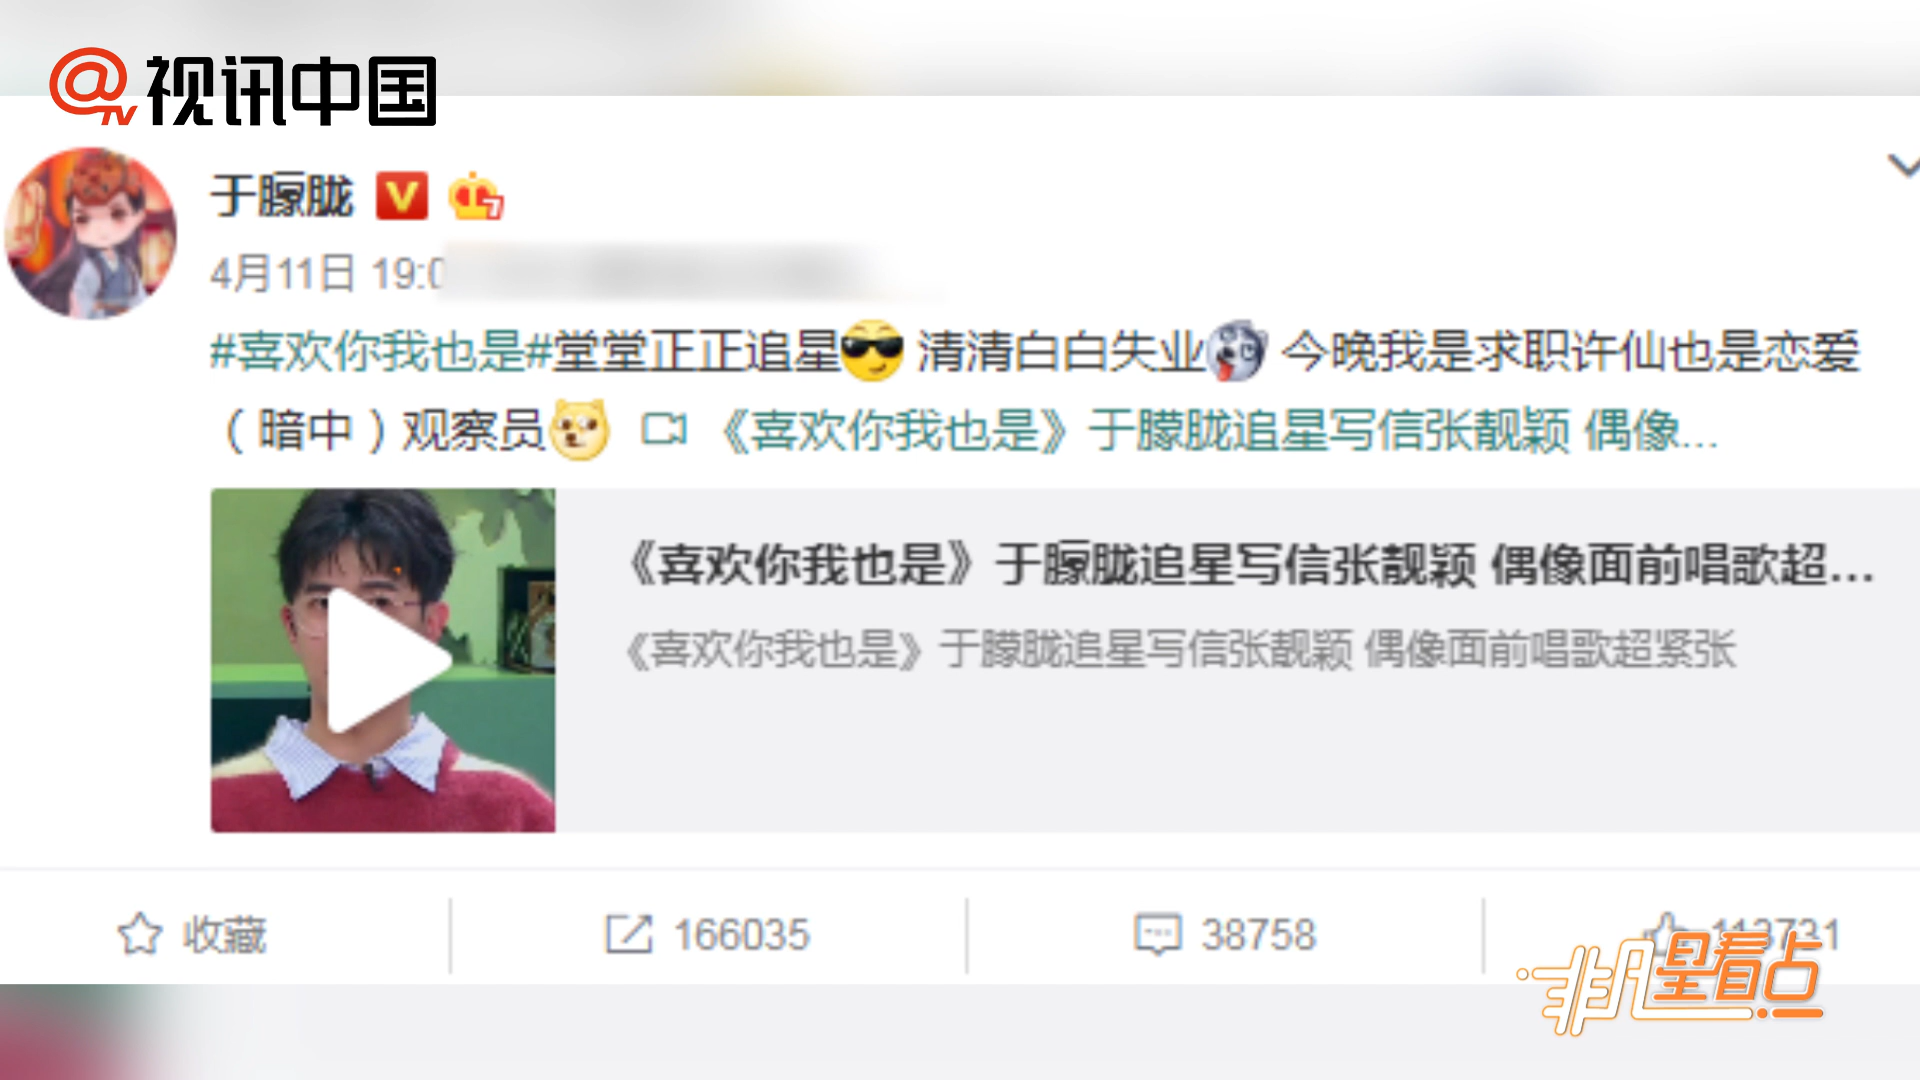 @TV 视讯中国
于朦胧 V 7
4月11日 19:0
#喜欢你我也是#堂堂正正追星 清清白白失业 今晚我是求职许仙也是恋爱
（暗中）观察员 《喜欢你我也是》于朦胧追星写信张靓颖 偶像...
《喜欢你我也是》于朦胧追星写信张靓颖 偶像面前唱歌超...
《喜欢你我也是》于朦胧追星写信张靓颖 偶像面前唱歌超紧张
收藏 166035 38758
非凡星看点